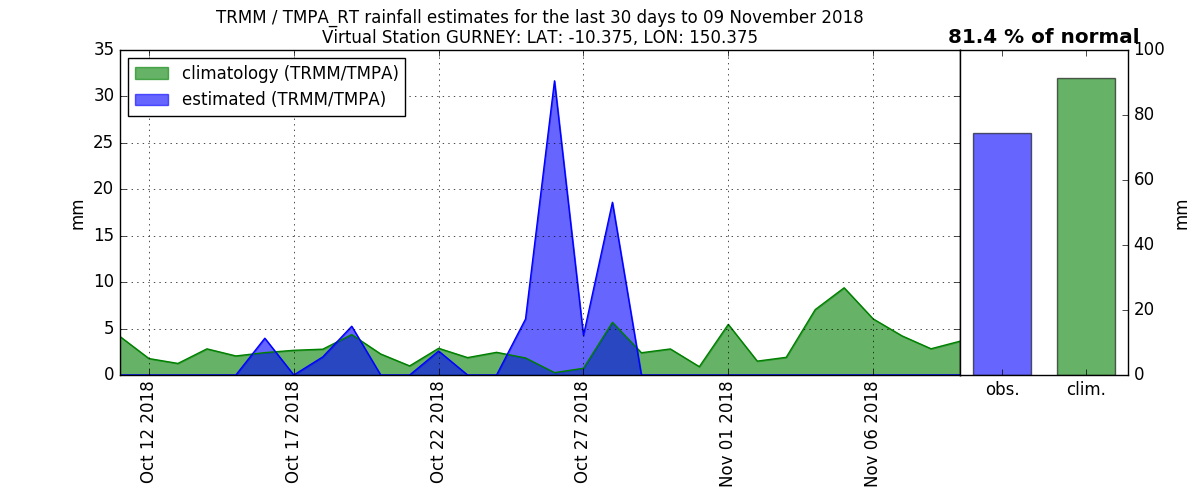 TRMM / TMPA_RT rainfall estimates for the last 30 days to 09 November 2018
Virtual Station GURNEY: LAT: -10.375, LON: 150.375
81.4 % of normal
climatology (TRMM/TMPA)
estimated (TRMM/TMPA)
35
30
25
20
15
10
5
0
mm
Oct 12 2018
Oct 17 2018
Oct 22 2018
Oct 27 2018
Nov 01 2018
Nov 06 2018
obs.
clim.
100
80
60
40
20
0
mm